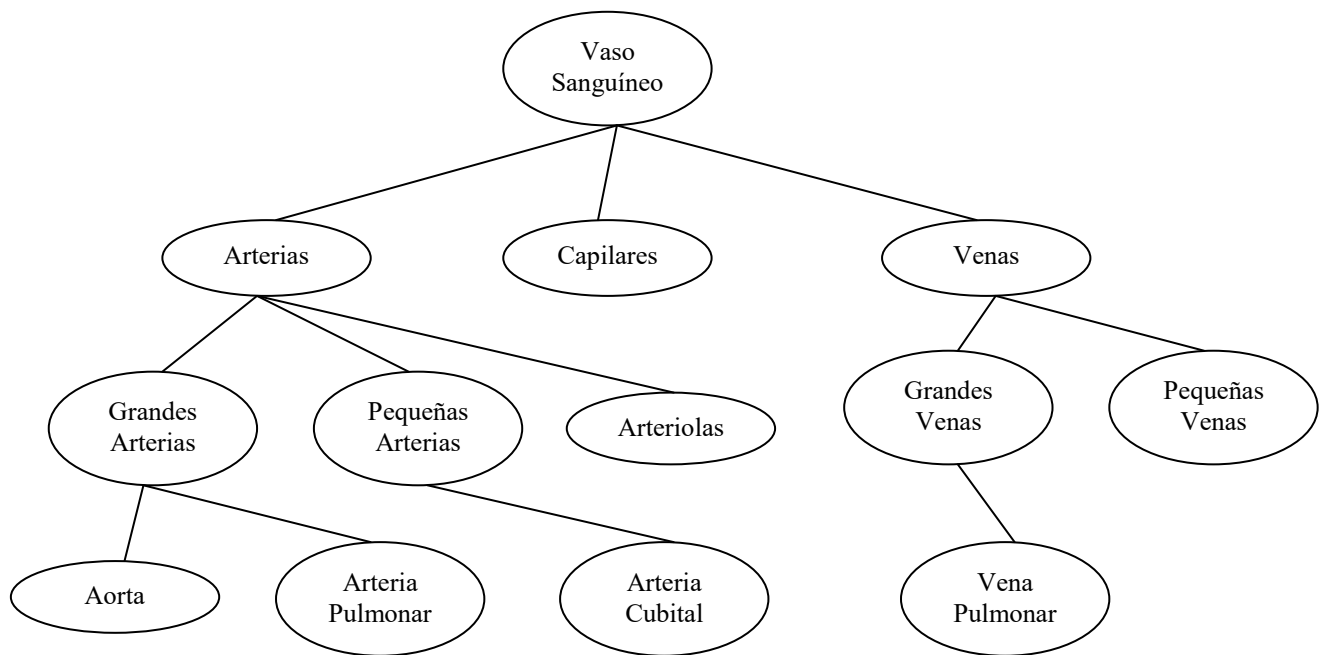 Vaso
Sanguíneo
Arterias
Capilares
Venas
Grandes
Arterias
Pequeñas
Arterias
Arteriolas
Grandes
Venas
Pequeñas
Venas
Aorta
Arteria
Pulmonar
Arteria
Cubital
Vena
Pulmonar